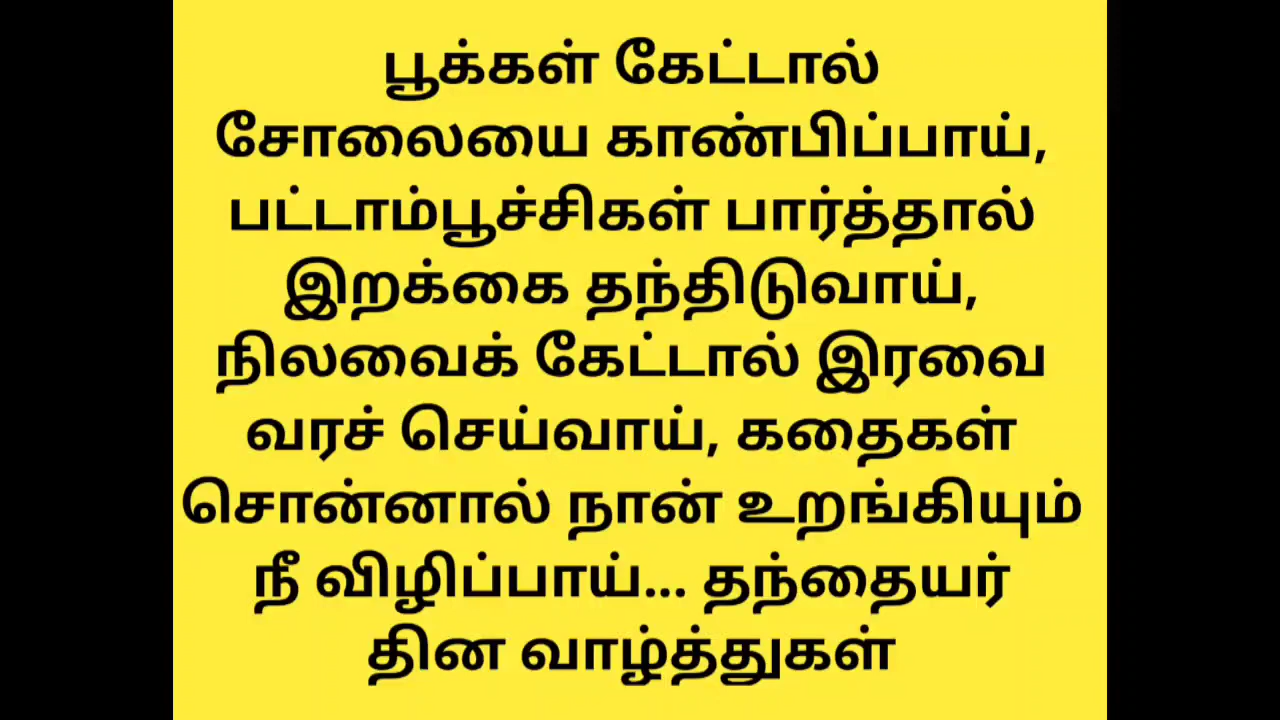 பூக்கள் கேட்டால்
சோலையை காண்பிப்பாய்,
பட்டாம்பூச்சிகள் பார்த்தால்
இறக்கை தந்திடுவாய்,
நிலவைக் கேட்டால் இரவை
வரச் செய்வாய், கதைகள்
சொன்னால் நான் உறங்கியும்
நீ விழிப்பாய்... தந்தையர்
தின வாழ்த்துகள்